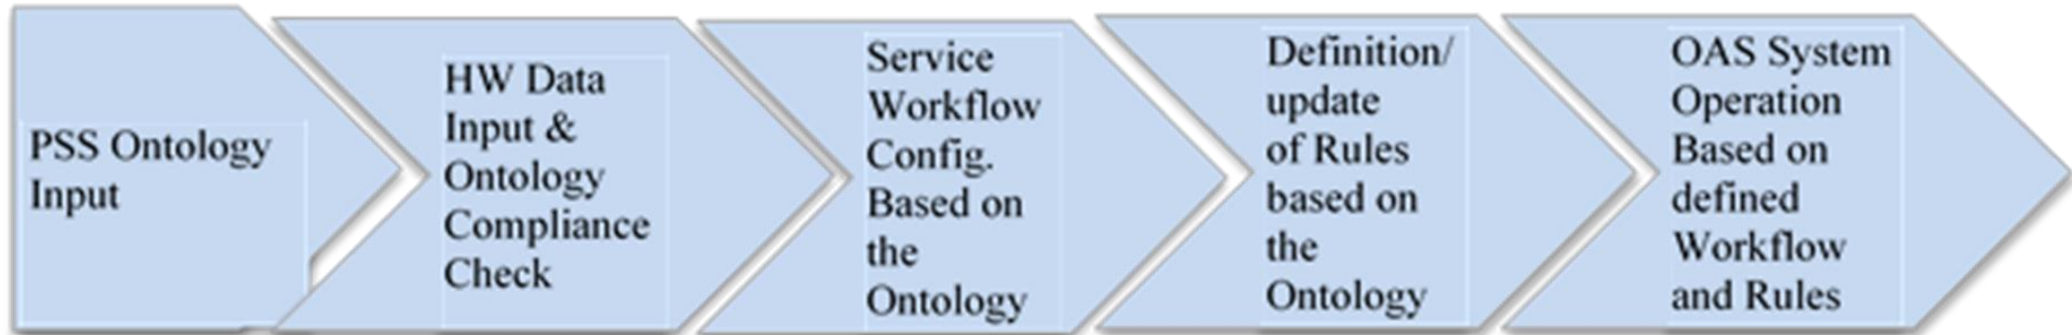 PSS Ontology
Input
HW Data
Input &
Ontology
Compliance
Check
Service
Workflow
Config.
Based on
the
Ontology
Definition/
update
of Rules
based on
the
Ontology
OAS System
Operation
Based on
defined
Workflow
and Rules